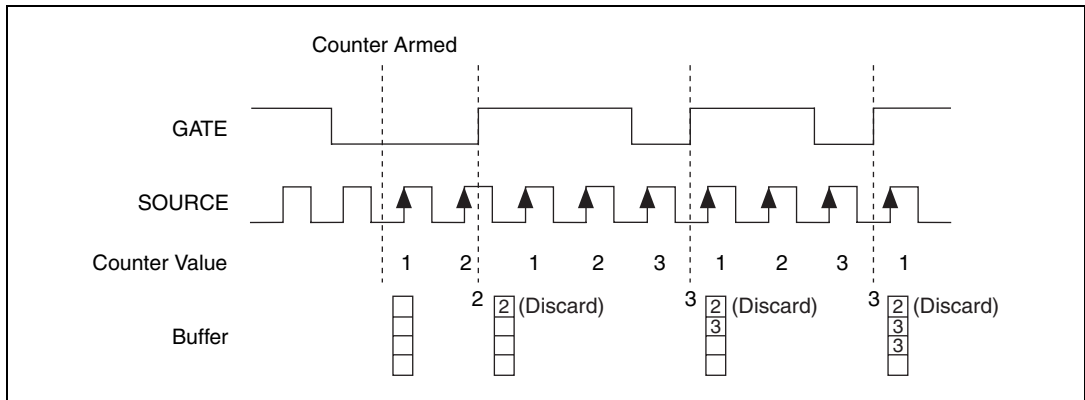 Counter Armed
GATE
SOURCE
Counter Value 1 2 1 2 3 1 2 3 1
2 3 3
Buffer
2 (Discard) 2 (Discard) 2 (Discard)
3 3
3